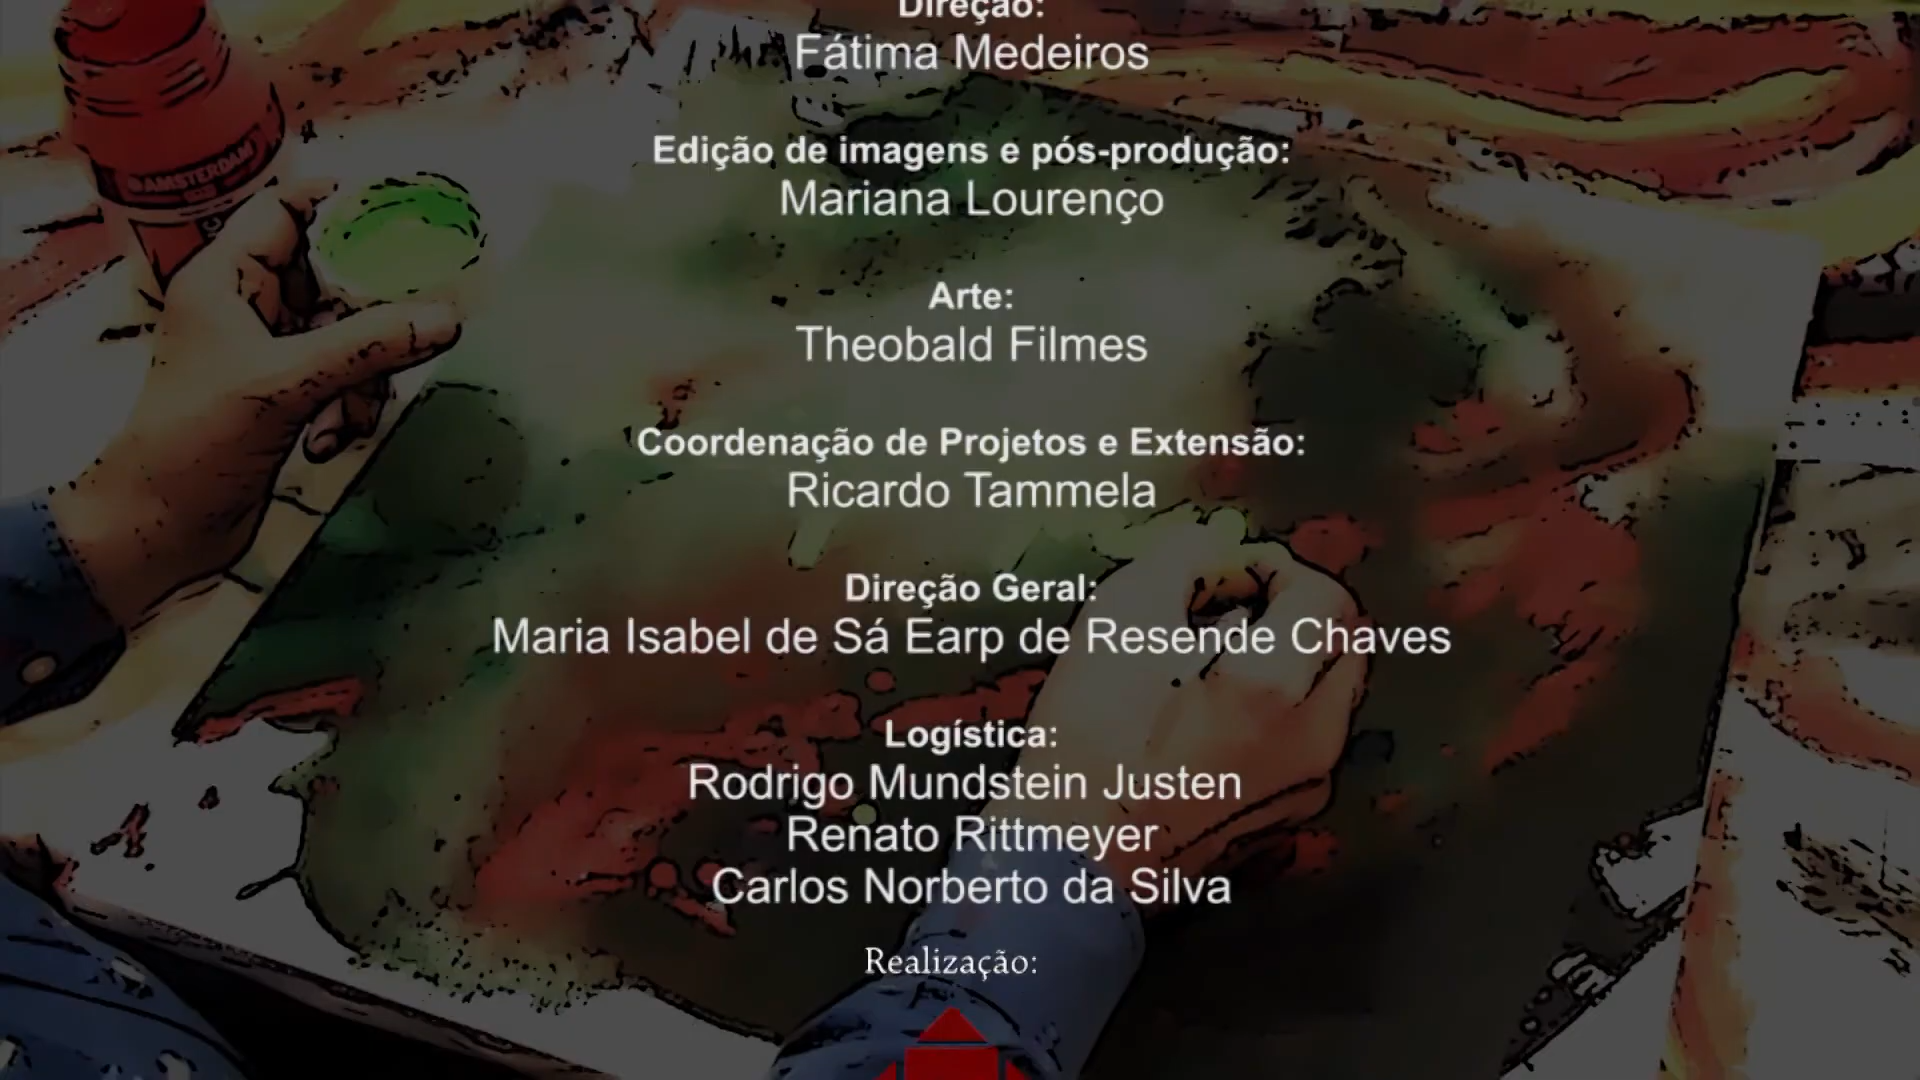 Direção:
Fátima Medeiros
Edição de imagens e pós-produção:
Mariana Lourenço
Arte:
Theobald Filmes
Coordenação de Projetos e Extensão:
Ricardo Tammela
Direção Geral:
Maria Isabel de Sá Earp de Resende Chaves
Logística:
Rodrigo Mundstein Justen
Renato Rittmeyer
Carlos Norberto da Silva
Realização:
AMSTERDAM